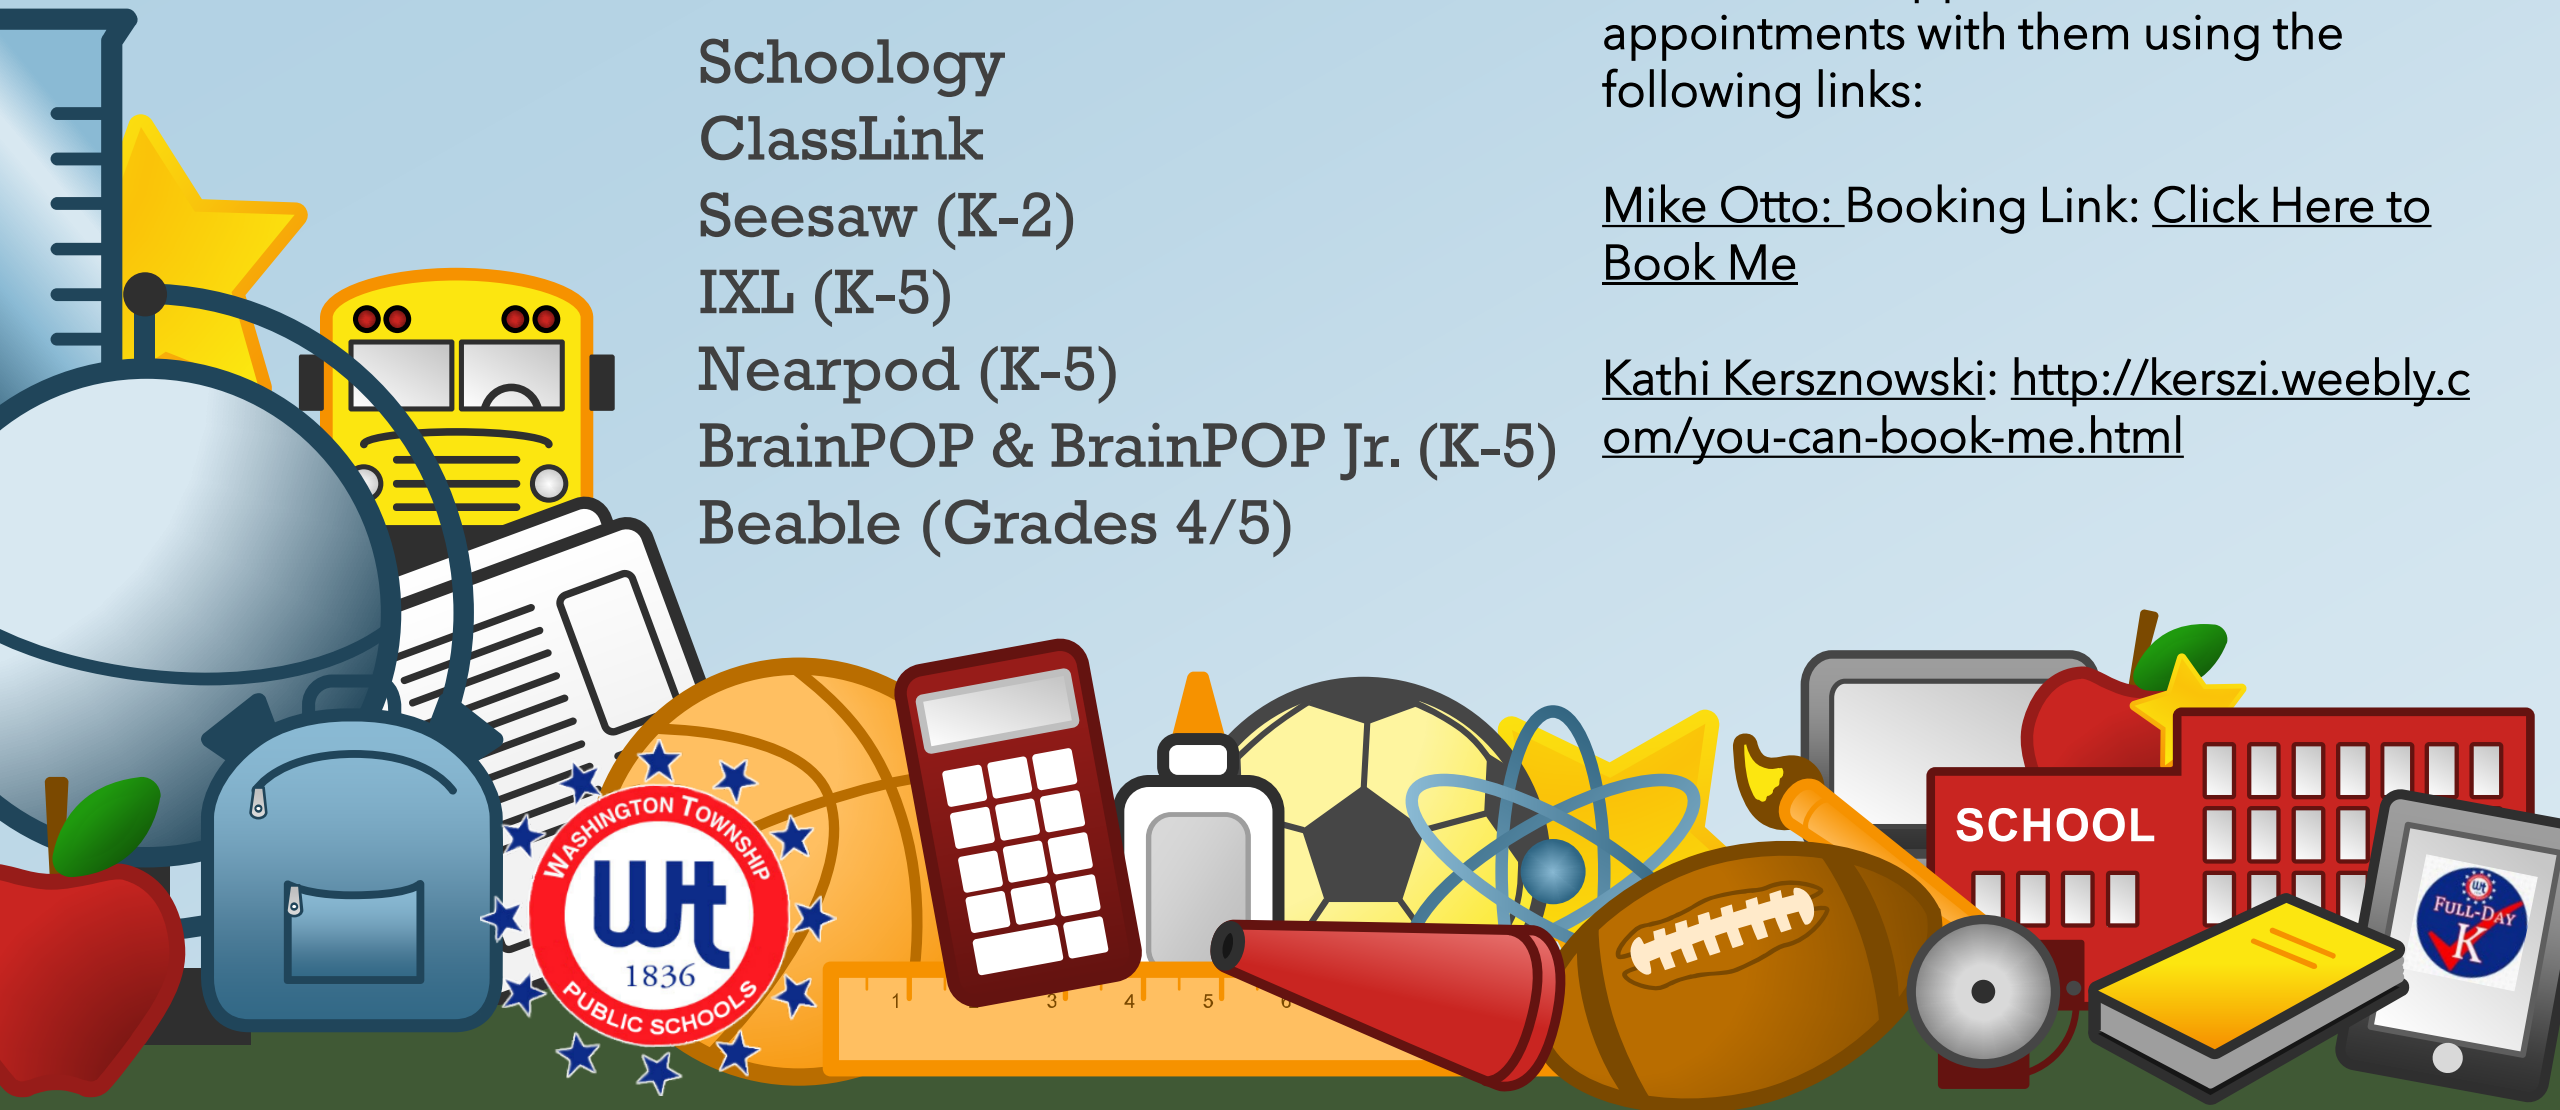 Schoology
ClassLink
Seesaw (K-2)
IXL (K-5)
Nearpod (K-5)
BrainPOP & BrainPOP Jr. (K-5)
Beable (Grades 4/5)
appointments with them using the
following links:
Mike Otto: Booking Link: Click Here to
Book Me
Kathi Kersznowski: http://kerszi.weebly.c
om/you-can-book-me.html
WASHINGTON TOWNSHIP
wt
1836
PUBLIC SCHOOLS
1
3
4
5
SCHOOL
wt
FULL-DAY
K